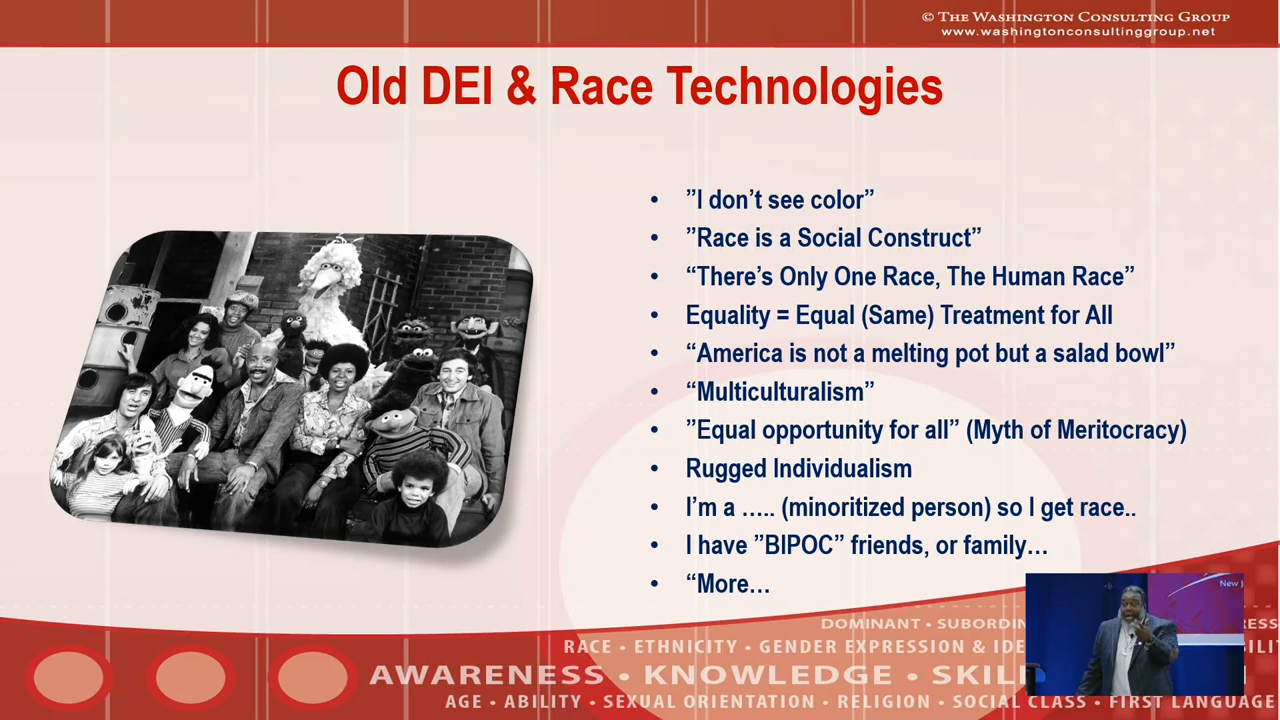 © THE WASHINGTON CONSULTING GROUP
www.washingtonconsultinggroup.net
Old DEI & Race Technologies
• ”I don’t see color”
• ”Race is a Social Construct”
• “There’s Only One Race, The Human Race”
• Equality = Equal (Same) Treatment for All
• “America is not a melting pot but a salad bowl”
• “Multiculturalism”
• ”Equal opportunity for all” (Myth of Meritocracy)
• Rugged Individualism
• I’m a ….. (minoritized person) so I get race..
• I have ”BIPOC” friends, or family…
• “More…
New J
DOMINANT • SUBORDIN
RESS
RACE • ETHNICITY • GENDER EXPRESSION & IDE
BILIT
AWARENESS • KNOWLEDGE • SKIL
AGE • ABILITY • SEXUAL ORIENTATION • RELIGION • SOCIAL CLASS • FIRST LANGUAGE